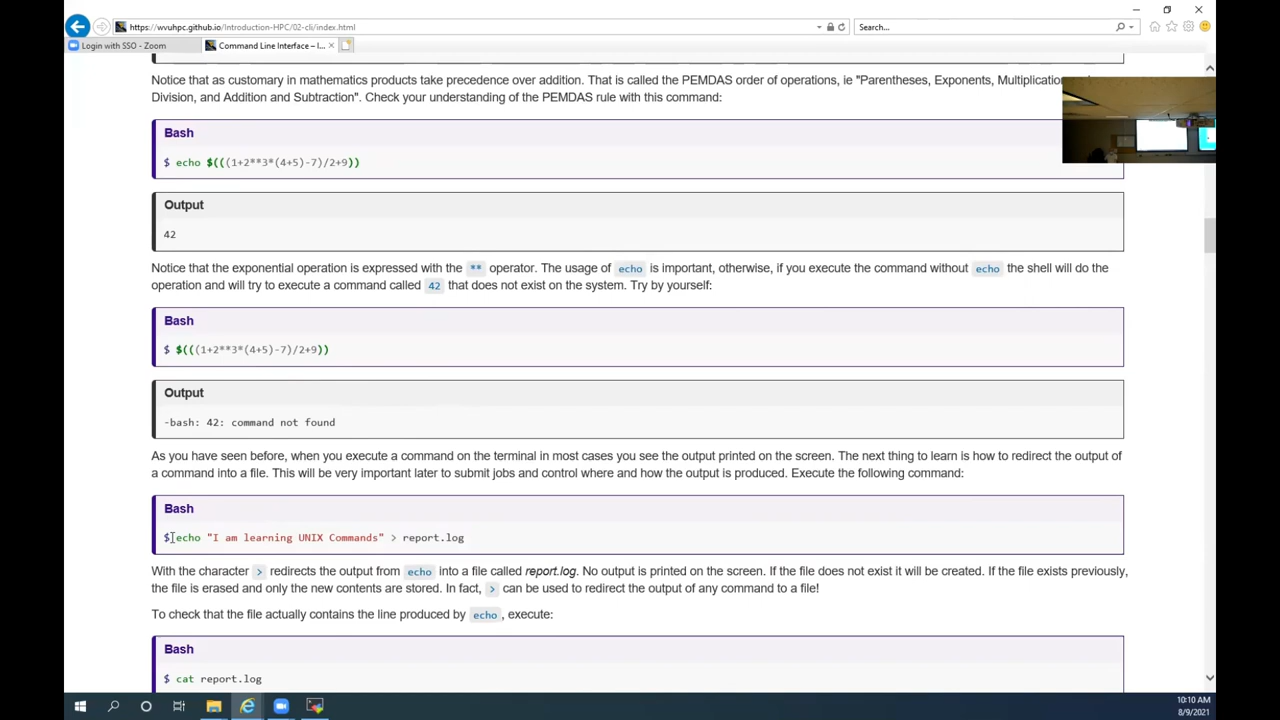 https://wvuhpc.github.io/Introduction-HPC/02-cli/index.html
Search...
Login with SSO - Zoom
Command Line Interface – I...
Notice that as customary in mathematics products take precedence over addition. That is called the PEMDAS order of operations, ie "Parentheses, Exponents, Multiplication
Division, and Addition and Subtraction". Check your understanding of the PEMDAS rule with this command:
Bash
$ echo $(((1+2**3*(4+5)-7)/2+9))
Output
42
Notice that the exponential operation is expressed with the ** operator. The usage of echo is important, otherwise, if you execute the command without echo the shell will do the
operation and will try to execute a command called 42 that does not exist on the system. Try by yourself:
Bash
$ $(((1+2**3*(4+5)-7)/2+9))
Output
-bash: 42: command not found
As you have seen before, when you execute a command on the terminal in most cases you see the output printed on the screen. The next thing to learn is how to redirect the output of
a command into a file. This will be very important later to submit jobs and control where and how the output is produced. Execute the following command:
Bash
$ echo "I am learning UNIX Commands" > report.log
With the character > redirects the output from echo into a file called report.log. No output is printed on the screen. If the file does not exist it will be created. If the file exists previously,
the file is erased and only the new contents are stored. In fact, > can be used to redirect the output of any command to a file!
To check that the file actually contains the line produced by echo, execute:
Bash
$ cat report.log
10:10 AM
8/9/2021